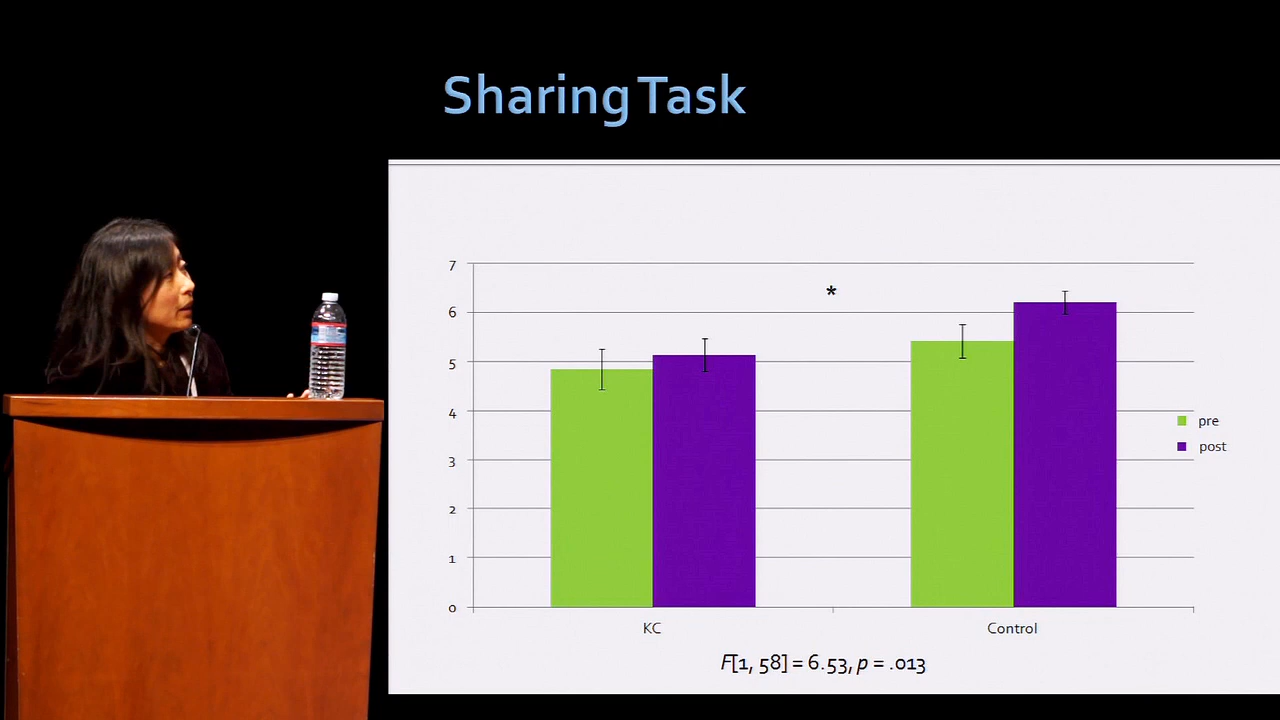 Sharing Task
7
6
5
4
3
2
1
0
*
pre
post
KC
Control
F[1, 58] = 6.53, p = .013